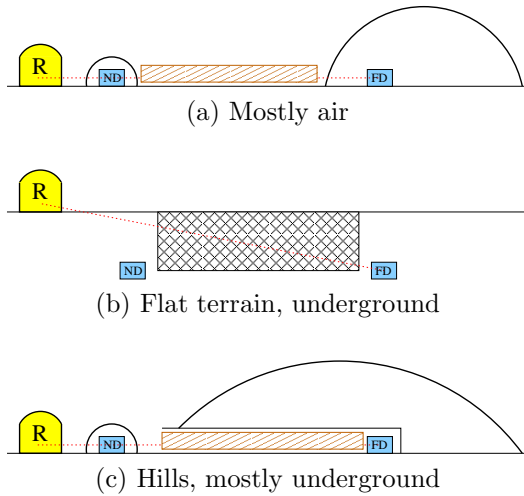 R ND FD
(a) Mostly air
R
ND FD
(b) Flat terrain, underground
R ND FD
(c) Hills, mostly underground